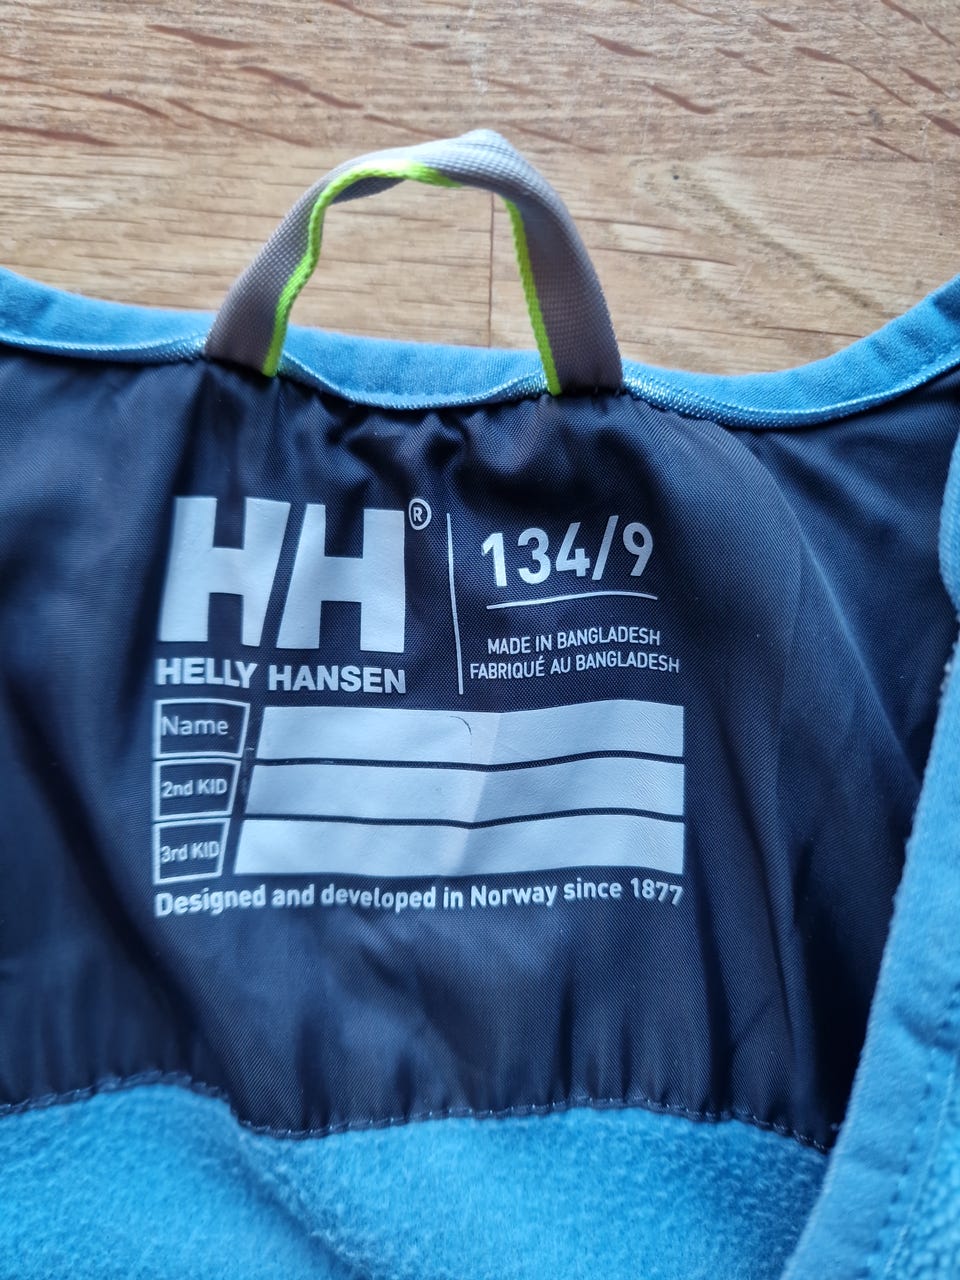 HH®
HELLY HANSEN
134/9
MADE IN BANGLADESH
FABRIQUÉ AU BANGLADESH
Name
2nd KID
3rd KID
Designed and developed in Norway since 1877